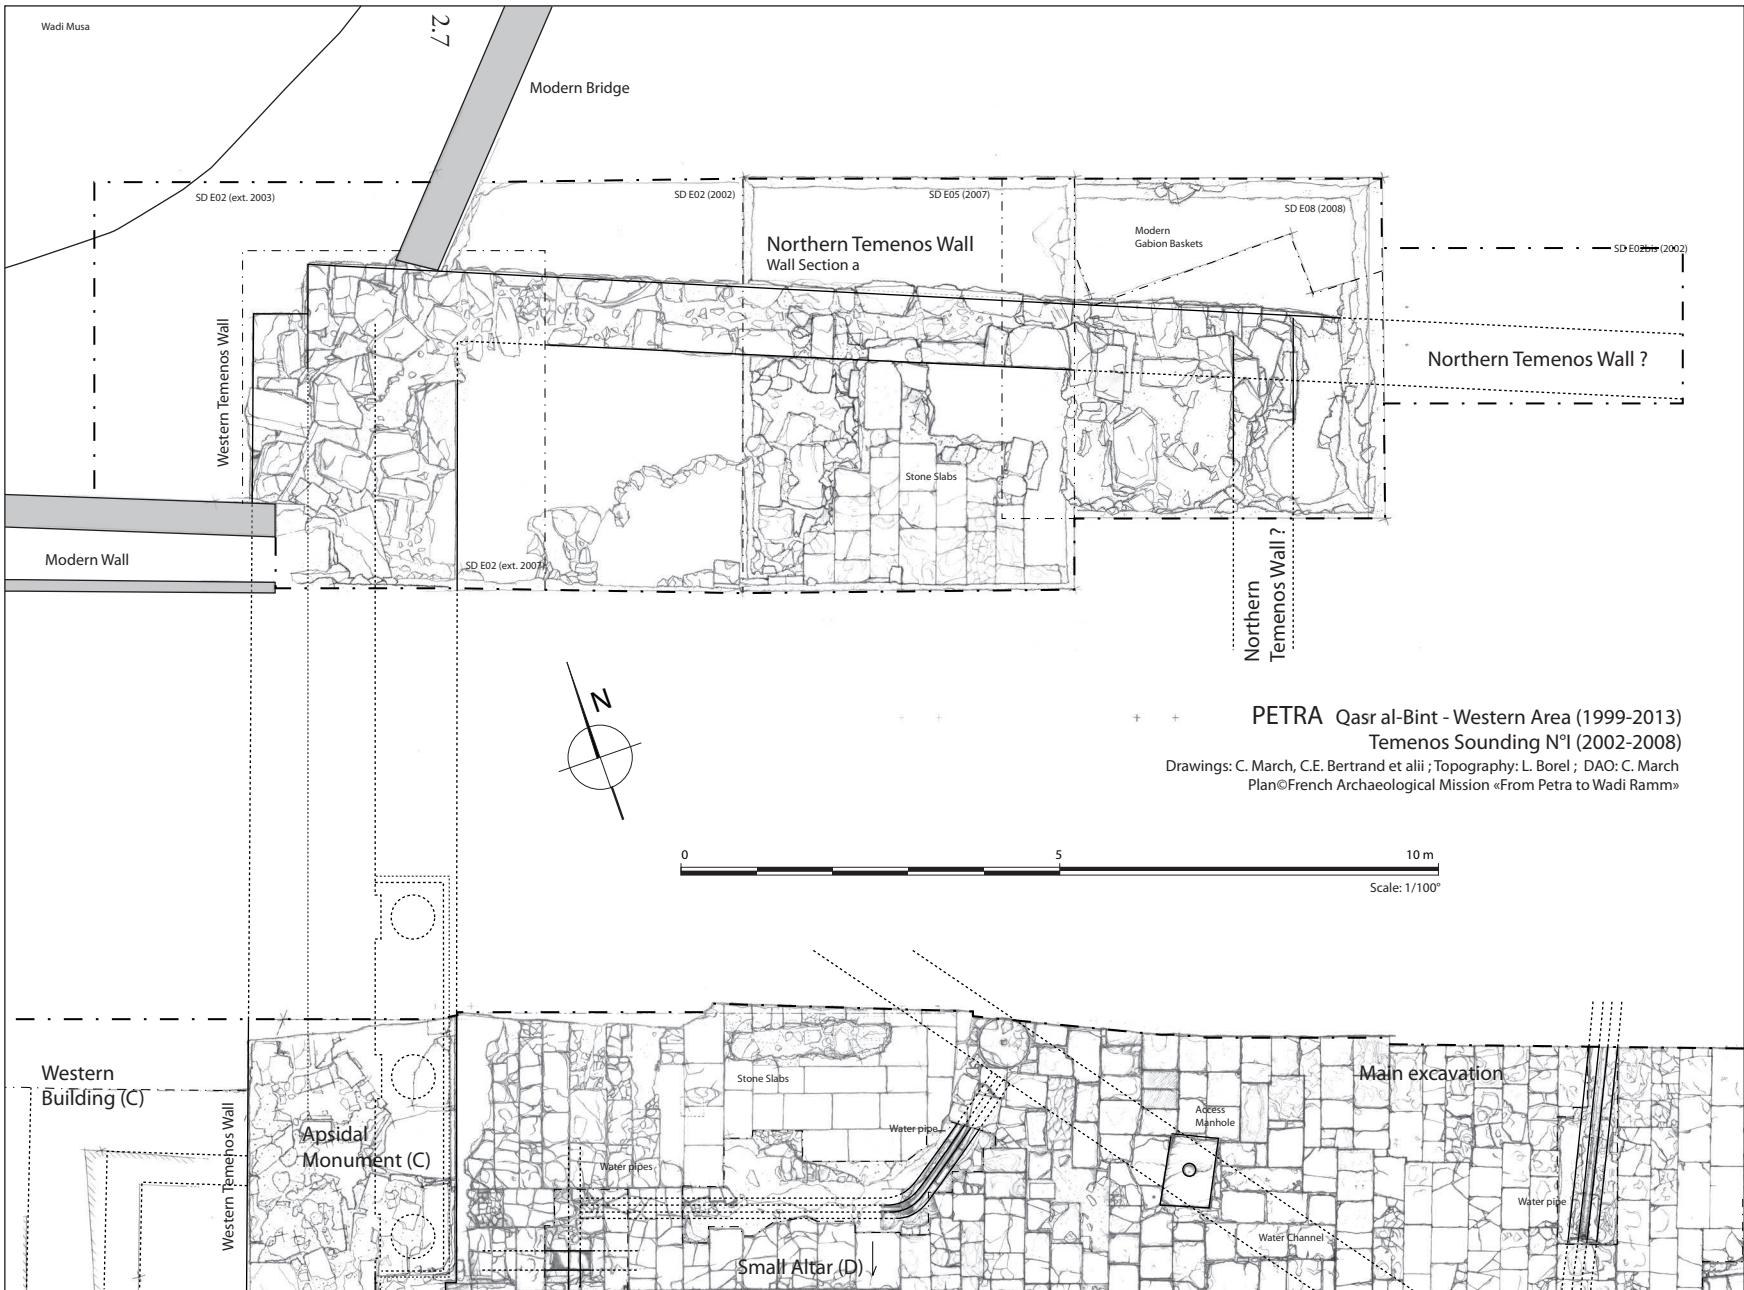 Wadi Musa
2.7
Modern Bridge
SD E02 (ext. 2003)
SD E02 (2002)
SD E05 (2007)
SD E08 (2008)
Modern
Gabion Baskets
SD E02bis (2002)
Northern Temenos Wall
Wall Section a
Western Temenos Wall
Northern Temenos Wall ?
Stone Slabs
Modern Wall
SD E02 (ext. 2007)
Northern
Temenos Wall ?
N
PETRA Qasr al-Bint - Western Area (1999-2013)
Temenos Sounding N°I (2002-2008)
Drawings: C. March, C.E. Bertrand et alii ; Topography: L. Borel ; DAO: C. March
Plan©French Archaeological Mission «From Petra to Wadi Ramm»
0 5 10 m
Scale: 1/100°
Western
Building (C)
Western Temenos Wall
Apsidal
Monument (C)
Stone Slabs
Water pipe
Water pipes
Small Altar (D)
Main excavation
Access
Manhole
Water pipe
Water Channel